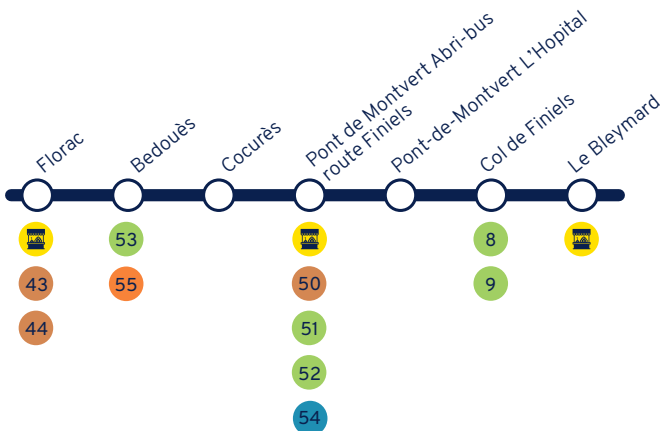 Florac
Bedouès
Cocurès
Pont de Montvert Abri-bus
route Finiels
Pont-de-Montvert L'Hopital
Col de Finiels
Le Bleymard
53
8
43
55
50
9
44
51
52
54